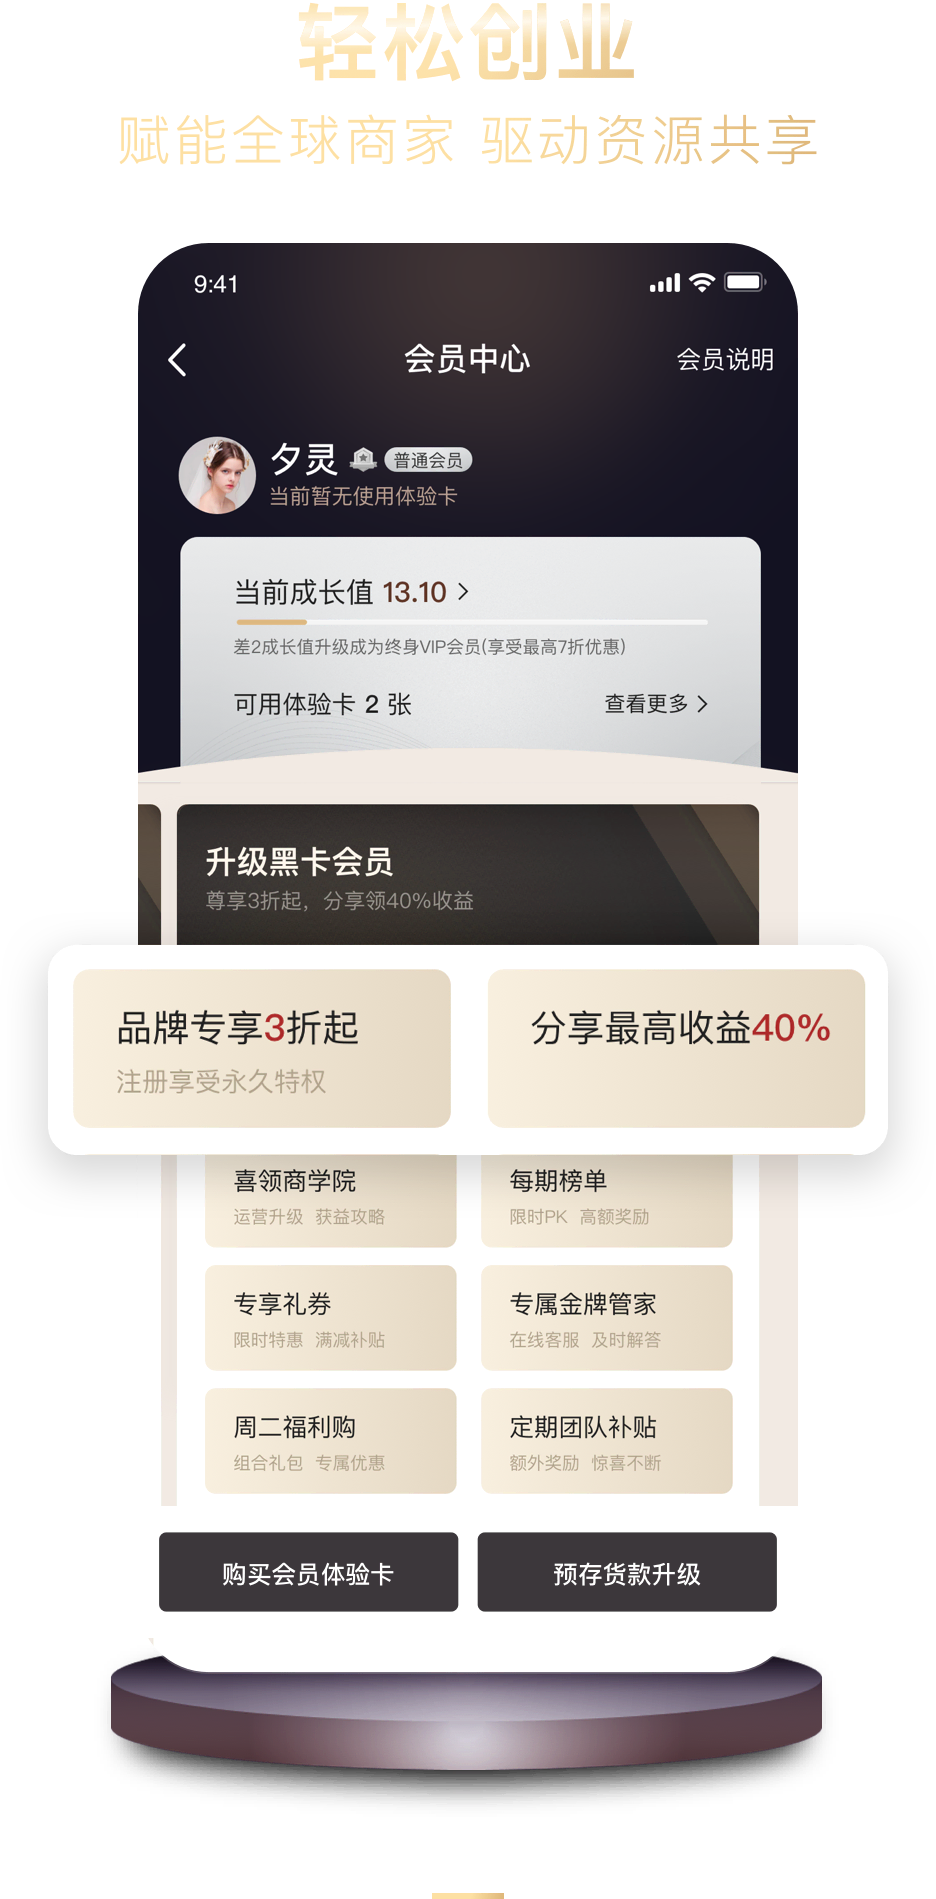 轻松创业
赋能全球商家 驱动资源共享
9:41
会员中心
会员说明
夕灵 普通会员
当前暂无使用体验卡
当前成长值 13.10
差2成长值升级成为终身VIP会员(享受最高7折优惠)
可用体验卡 2 张
查看更多
升级黑卡会员
尊享3折起，分享领40%收益
品牌专享3折起
注册享受永久特权
分享最高收益40%
喜领商学院
运营升级 获益攻略
每期榜单
限时PK 高额奖励
专享礼券
限时特惠 满减补贴
专属金牌管家
在线客服 及时解答
周二福利购
组合礼包 专属优惠
定期团队补贴
额外奖励 惊喜不断
购买会员体验卡
预存货款升级